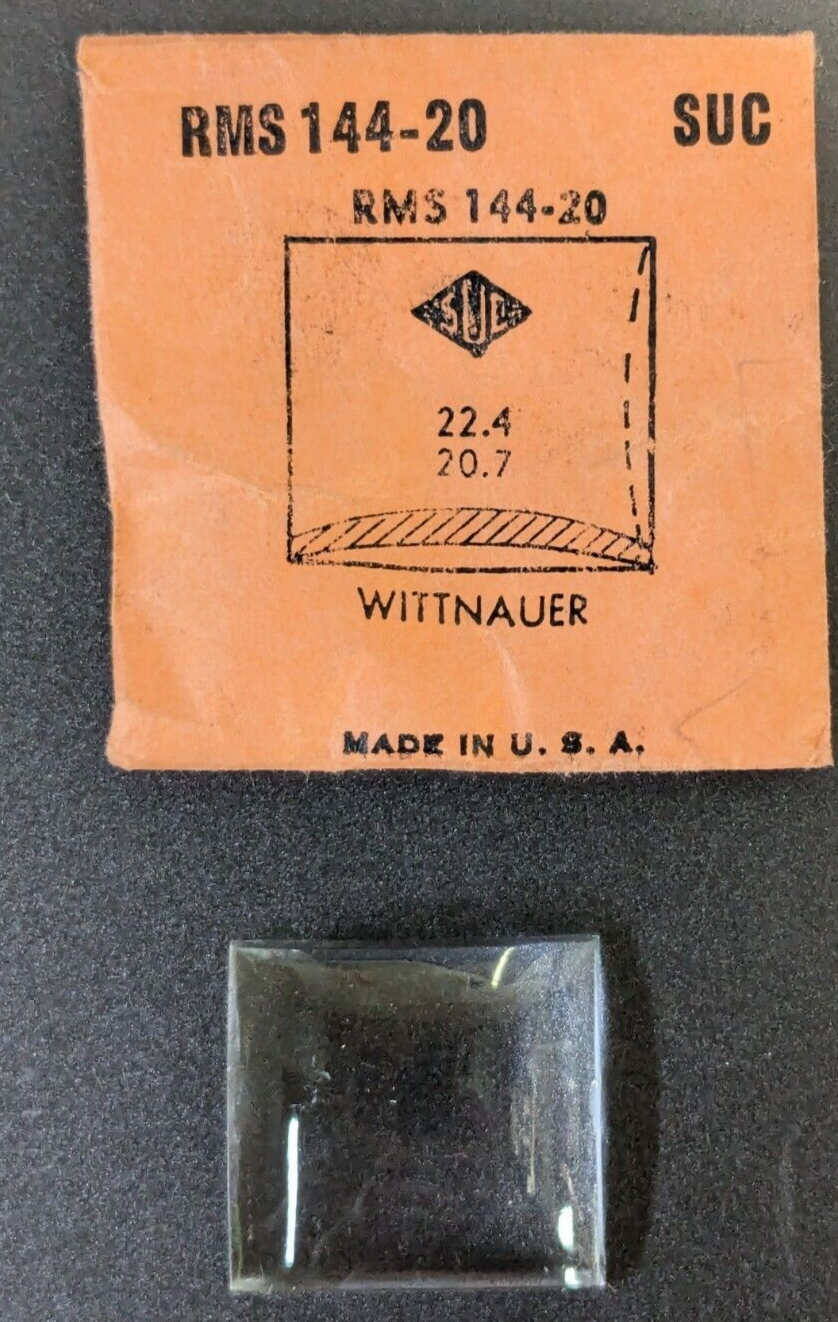 RMS 144-20 SUC
RMS 144-20
SUC
22.4
20.7
WITTNAUER
MADE IN U. S. A.